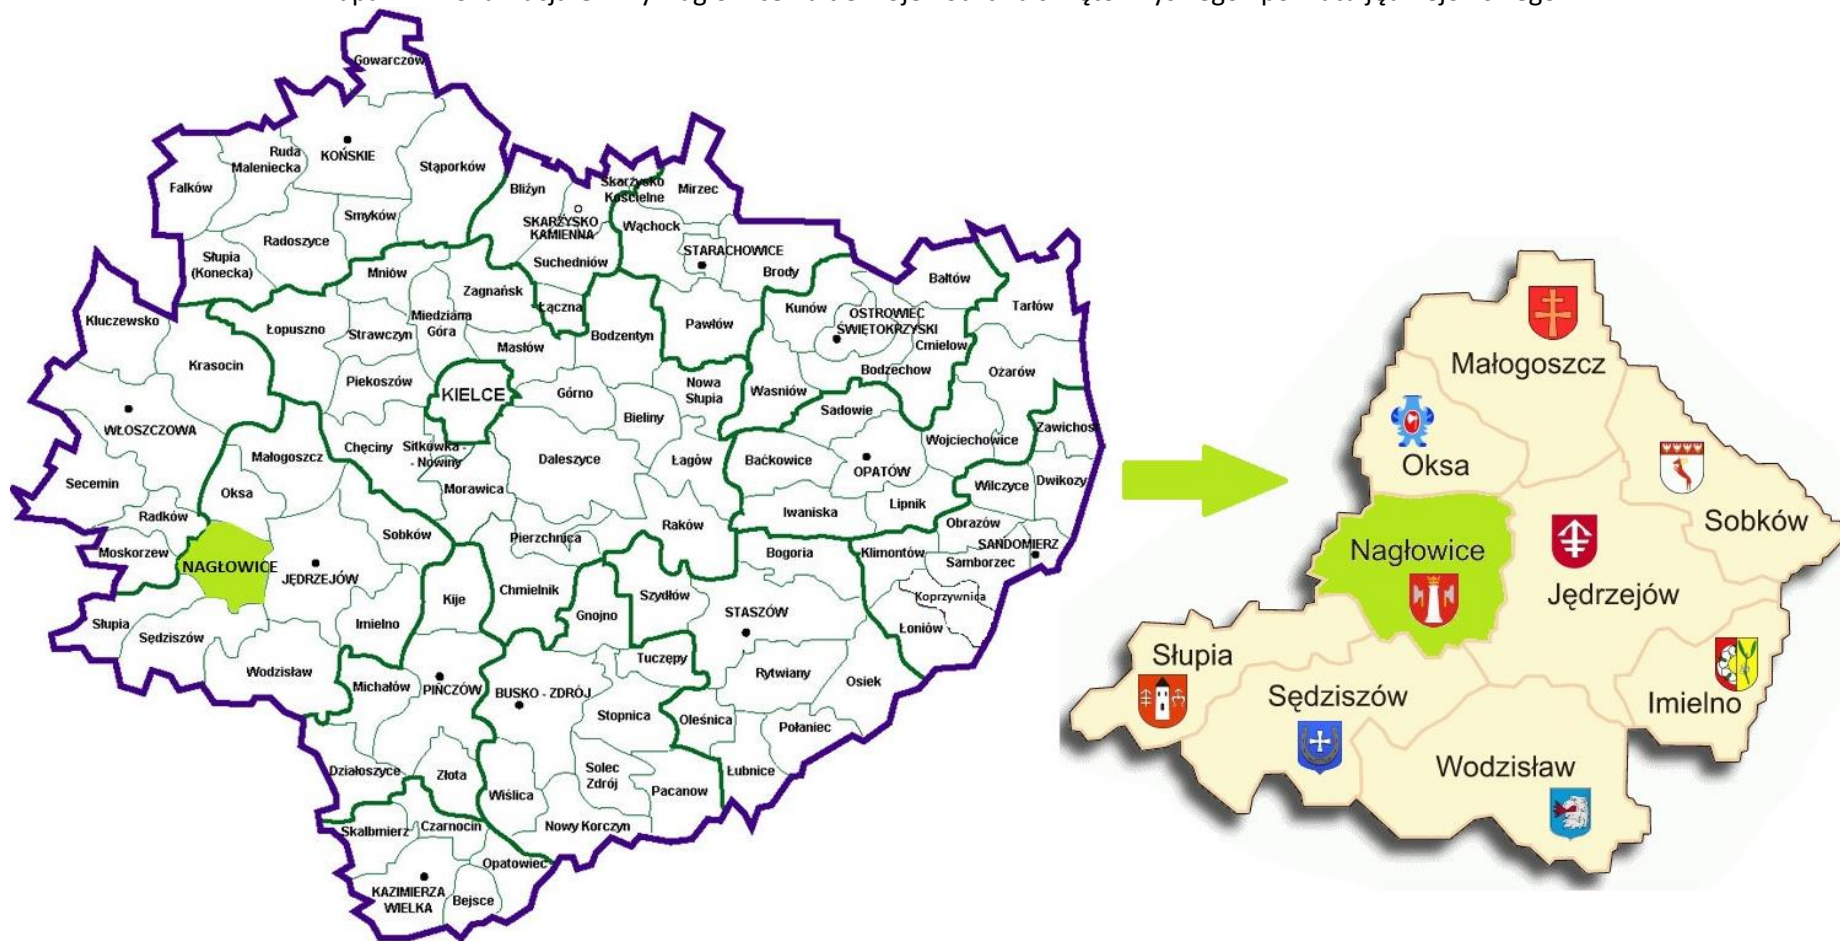 Gowarczów
Ruda
Maleniecka
KOŃSKIE
Stąporków
Fałków
Smyków
Radoszyce
Słupia
(Konecka)
Bliżyn
Skarżysko
Kościelne
Mirzec
SKARŻYSKO
KAMIENNA
Wąchock
STARACHOWICE
Suchedniów
Brody
Mniów
Zagnańsk
Łączna
Bałtów
Tarłów
Kluczewsko
Łopuszno
Strawczyn
Miedziana
Góra
Bodzentyn
Pawłów
Kunów
OSTROWIEC
ŚWIĘTOKRZYSKI
Cmielow
Masłów
Krasocin
Piekoszów
KIELCE
Górno
Nowa
Słupia
Bodzechow
Ożarów
Wasniów
Bieliny
Sadowie
WŁOSZCZOWA
Chęciny
Sitkówka -
- Nowiny
Wojciechowice
Zawichost
Małogoszcz
Daleszyce
Łagów
Baćkowice
OPATÓW
Secemin
Oksa
Morawica
Wilczyce
Dwikozy
Radków
Iwaniska
Lipnik
Raków
Obrazów
Sobków
Pierzchnica
Moskorzew
NAGŁOWICE
JĘDRZEJÓW
Bogoria
Klimontów
SANDOMIERZ
Samborzec
Chmielnik
Kije
Szydłów
Koprzywnica
Gnojno
STASZÓW
Słupia
Sędziszów
Imielno
Łoniów
Wodzisław
Tuczępy
Rytwiany
Osiek
Michałów
PIŃCZÓW
BUSKO - ZDRÓJ
Stopnica
Oleśnica
Połaniec
Działoszyce
Złota
Solec
Zdrój
Łubnice
Wiślica
Pacanow
Skalbmierz
Czarnocin
Nowy Korczyn
Opatowiec
KAZIMIERZA
WIELKA
Bejsce
Małogoszcz
Oksa
Sobków
Nagłowice
Jędrzejów
Słupia
Sędziszów
Imielno
Wodzisław